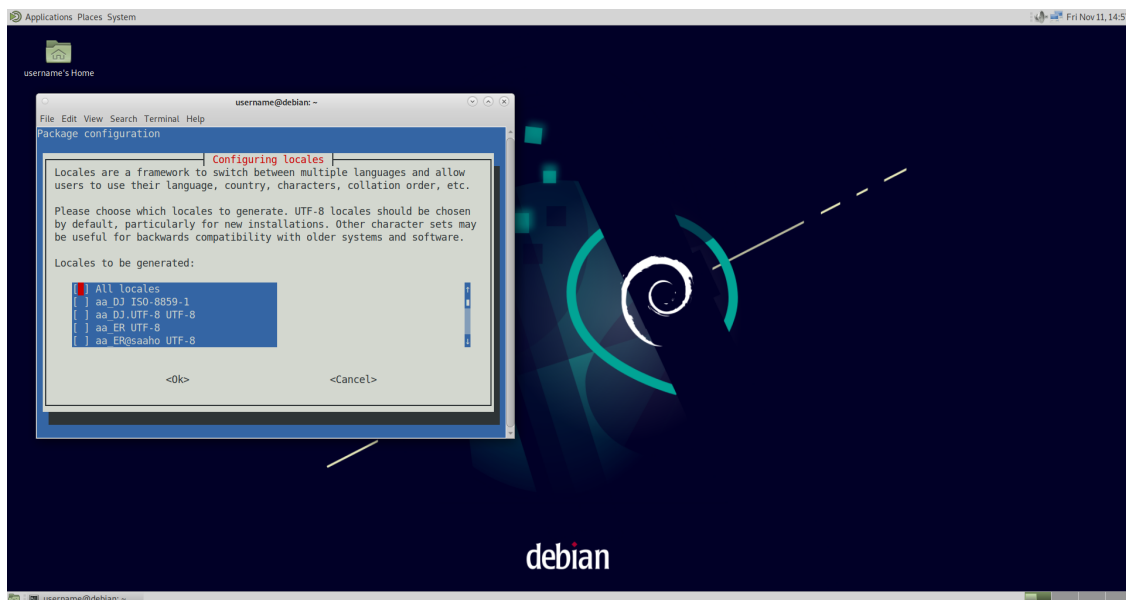 Applications Places System
Fri Nov 11, 14:5
username's Home
username@debian: ~
File Edit View Search Terminal Help
Package configuration
Configuring locales
Locales are a framework to switch between multiple languages and allow
users to use their language, country, characters, collation order, etc.
Please choose which locales to generate. UTF-8 locales should be chosen
by default, particularly for new installations. Other character sets may
be useful for backwards compatibility with older systems and software.
Locales to be generated:
[ ] All locales
[ ] aa_DJ ISO-8859-1
[ ] aa_DJ.UTF-8 UTF-8
[ ] aa_ER UTF-8
[ ] aa_ER@saaho UTF-8
<Ok> <Cancel>
debian
username@debian: ~